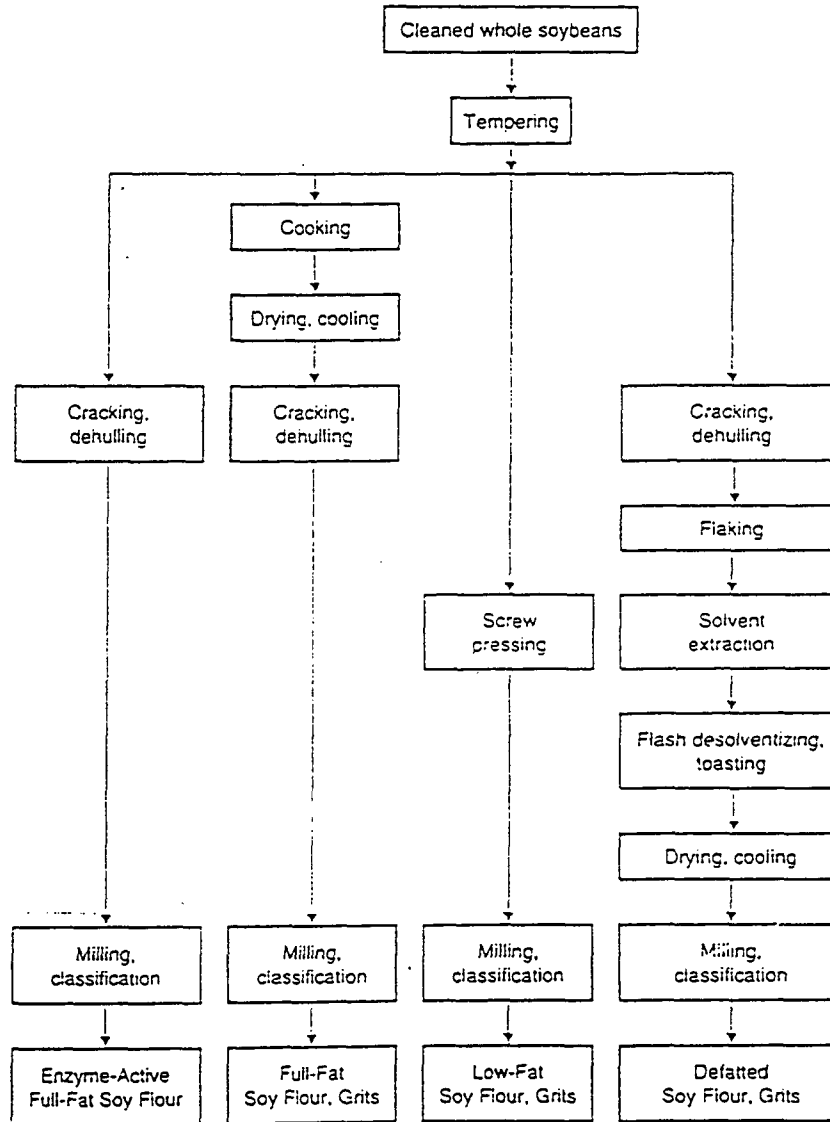 Cleaned whole soybeans
Tempering
Cooking
Drying, cooling
Cracking,
dehulling
Cracking,
dehulling
Cracking,
dehulling
Flaking
Screw
pressing
Solvent
extraction
Flash desolventizing,
toasting
Drying, cooling
Milling,
classification
Milling,
classification
Milling,
classification
Milling,
classification
Enzyme-Active
Full-Fat Soy Flour
Full-Fat
Soy Flour, Grits
Low-Fat
Soy Flour, Grits
Defatted
Soy Flour, Grits